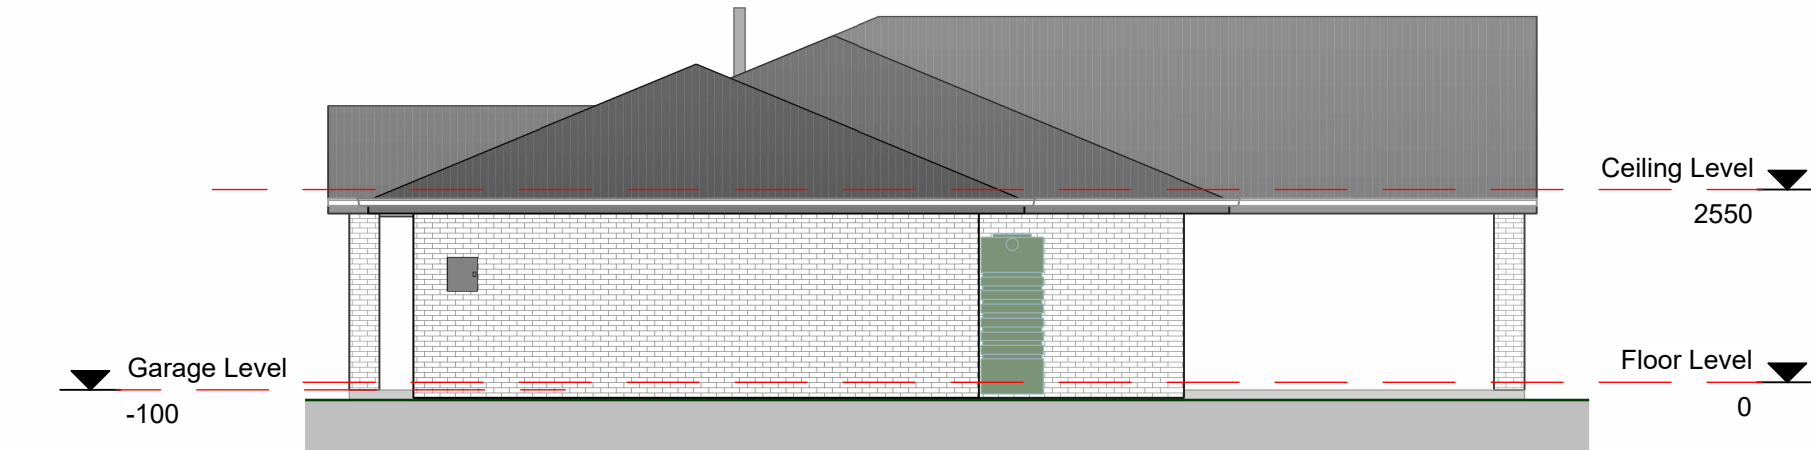 Ceiling Level
2550
Garage Level
-100
Floor Level
0